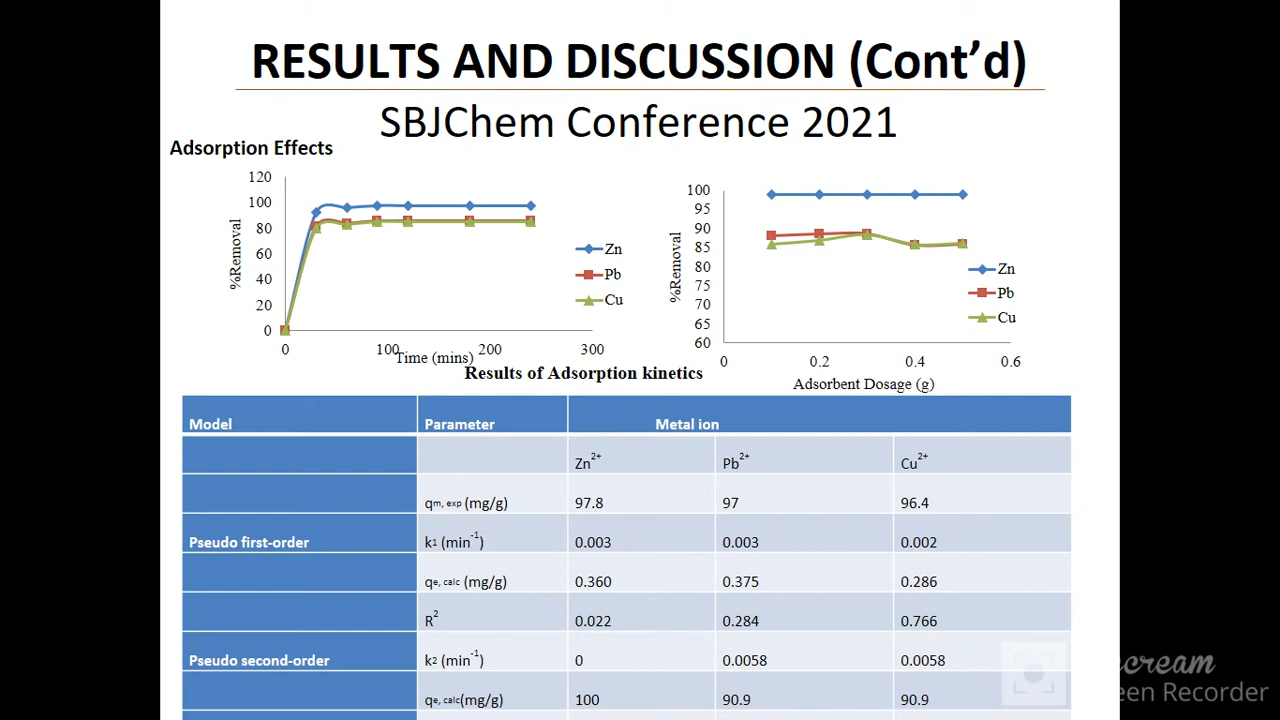 RESULTS AND DISCUSSION (Cont’d)
SBJChem Conference 2021
Adsorption Effects
120
100
80
60
40
20
0
%Removal
0 100 200 300
Time (mins)
Zn
Pb
Cu
100
95
90
85
80
75
70
65
60
%Removal
0 0.2 0.4 0.6
Adsorbent Dosage (g)
Zn
Pb
Cu
Results of Adsorption kinetics
Model Parameter Metal ion
Zn2+ Pb2+ Cu2+
qm, exp (mg/g) 97.8 97 96.4
Pseudo first-order k1 (min-1) 0.003 0.003 0.002
qe, calc (mg/g) 0.360 0.375 0.286
R2 0.022 0.284 0.766
Pseudo second-order k2 (min-1) 0 0.0058 0.0058
qe, calc(mg/g) 100 90.9 90.9
cream
een Recorder